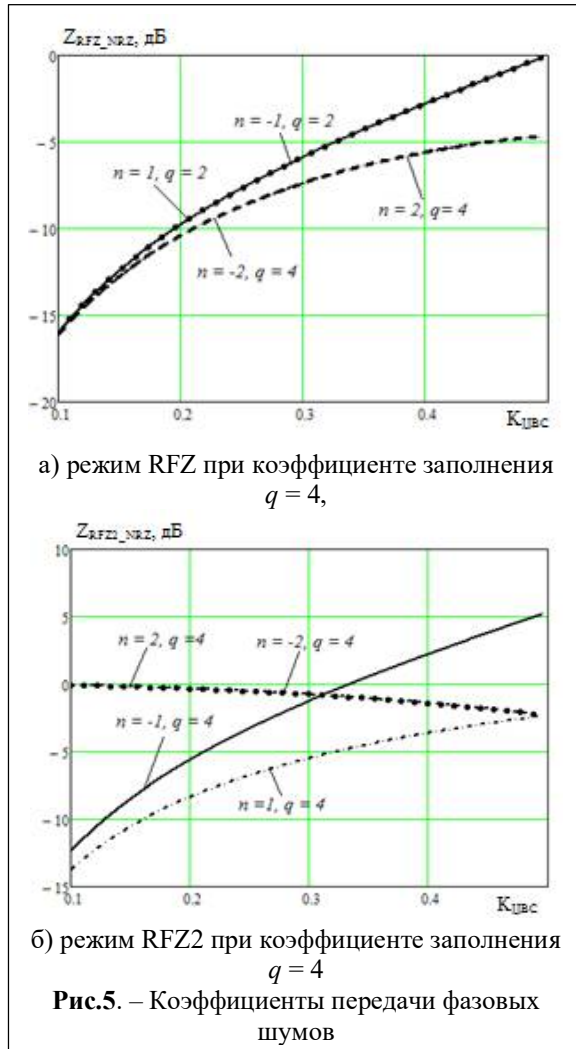 Z_RFZ_NRZ, дБ
0
n = -1, q = 2
−5
n = 1, q = 2
n = 2, q= 4
−10
n = -2, q = 4
−15
−20
0.1 0.2 0.3 0.4
К_ЦВС
а) режим RFZ при коэффициенте заполнения
q = 4,
Z_RFZ2_NRZ, дБ
10
5
n = 2, q =4 n = -2, q = 4
0
n = -1, q = 4
−5
n =1, q = 4
−10
−15
0.1 0.2 0.3 0.4
К_ЦВС
б) режим RFZ2 при коэффициенте заполнения
q = 4
Рис.5. – Коэффициенты передачи фазовых
шумов